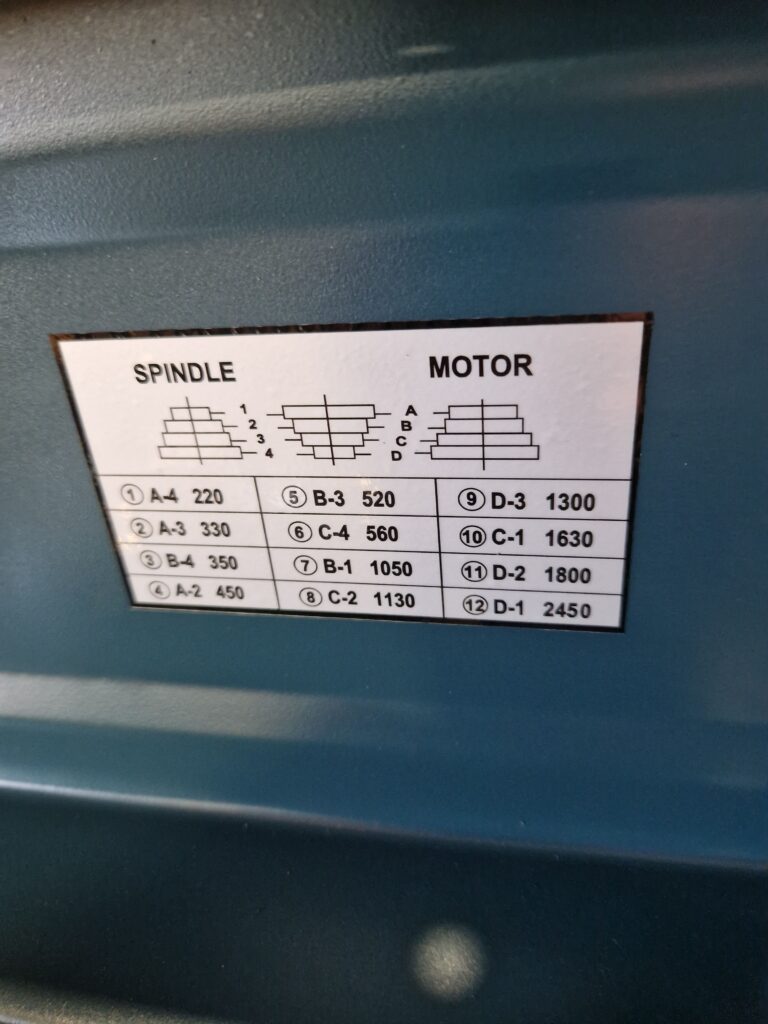 SPINDLE MOTOR
1 A
2 B
3 C
4 D
① A-4 220 ⑤ B-3 520 ⑨ D-3 1300
② A-3 330 ⑥ C-4 560 ⑩ C-1 1630
③ B-4 350 ⑦ B-1 1050 ⑪ D-2 1800
④ A-2 450 ⑧ C-2 1130 ⑫ D-1 2450